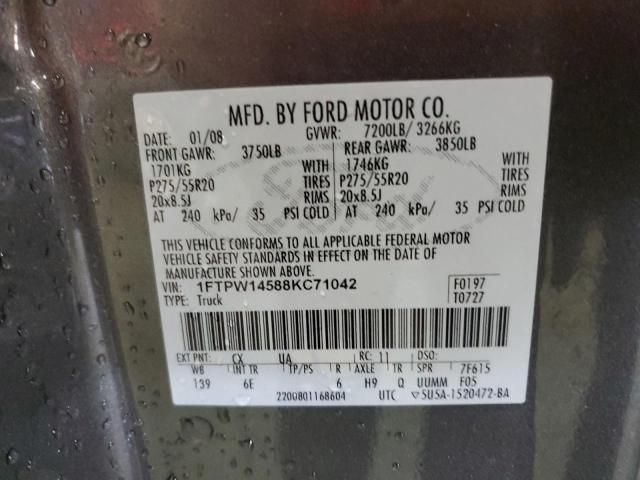 MFD. BY FORD MOTOR CO.
DATE: 01/08 GVWR: 7200LB/ 3266KG
FRONT GAWR: 3750LB REAR GAWR: 3850LB
1701KG WITH 1746KG WITH
P275/55R20 TIRES P275/55R20 TIRES
20x8.5J RIMS 20x8.5J RIMS
AT 240 kPa/ 35 PSI COLD AT 240 kPa/ 35 PSI COLD
THIS VEHICLE CONFORMS TO ALL APPLICABLE FEDERAL MOTOR
VEHICLE SAFETY STANDARDS IN EFFECT ON THE DATE OF
MANUFACTURE SHOWN ABOVE.
VIN: 1FTPW14588KC71042 F0197
TYPE: Truck T0727
EXT PNT: CX UA RC: 11 DSO:
WB INT TR TP/PS R AXLE TR SPR 7F615
139 6E 6 H9 Q UUMM F05
2200801168604 UTC ▽5U5A-1520472-BA